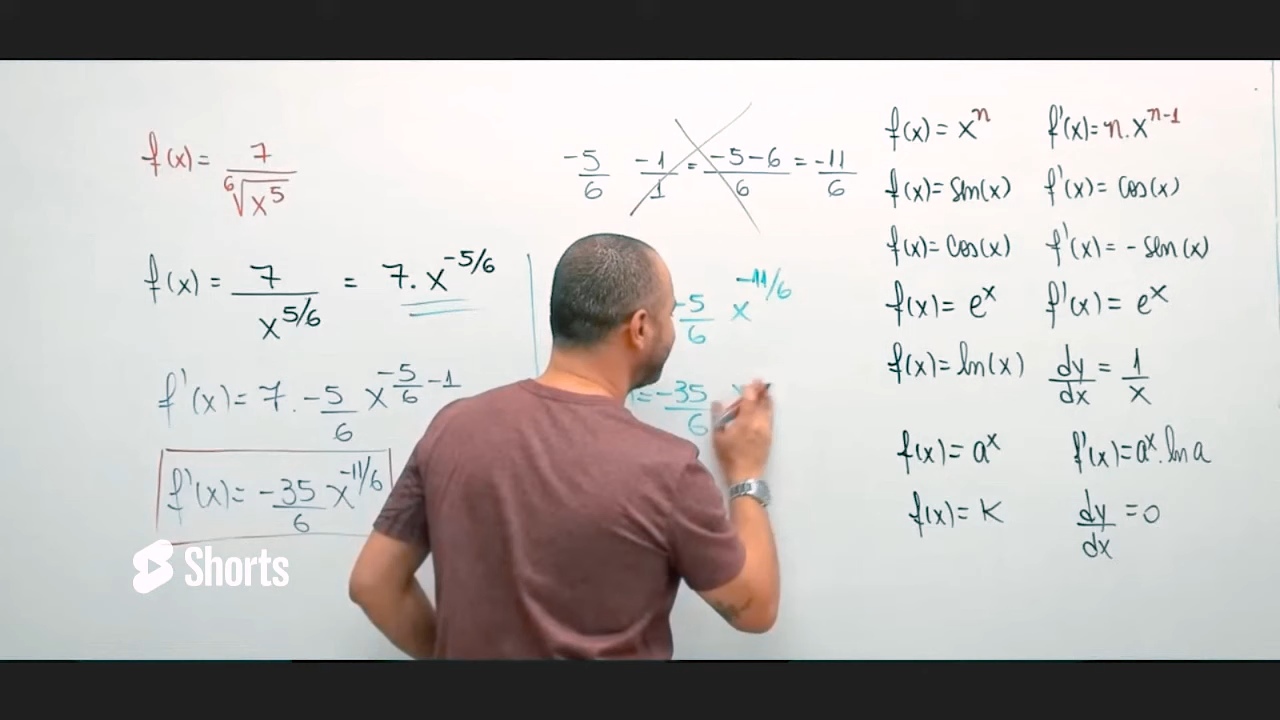 f(x) = 7/⁶√x⁵
f(x) = 7/x^5/6 = 7.x^-5/6
f'(x) = 7.-5/6 x^-5/6-1
f'(x) = -35/6 x^-11/6
-5/6 -1/1 = -5-6/6 = -11/6
-5/6 x^-11/6
= -35/6 x
f(x) = xⁿ f'(x) = n.x^n-1
f(x) = sen(x) f'(x) = cos(x)
f(x) = cos(x) f'(x) = -sen(x)
f(x) = eˣ f'(x) = eˣ
f(x) = ln(x) dy/dx = 1/x
f(x) = aˣ f'(x) = aˣ.ln a
f(x) = K dy/dx = 0
Shorts